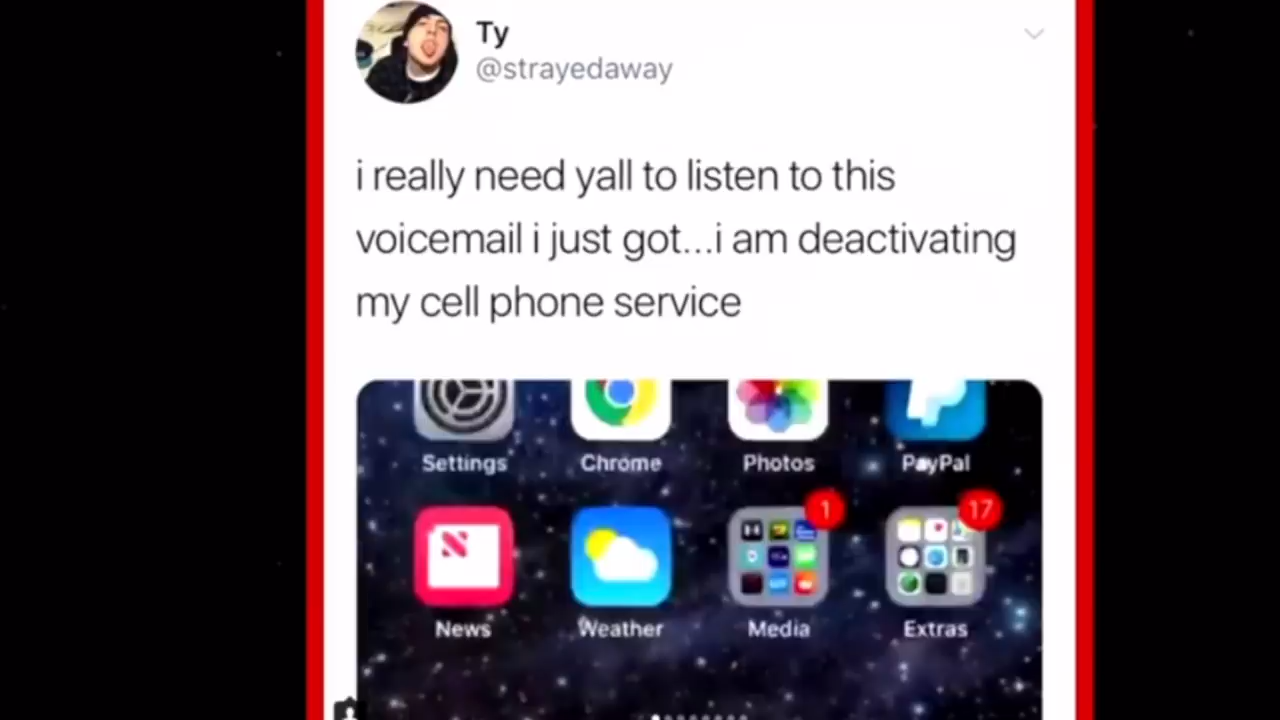 Ty
@strayedaway
i really need yall to listen to this
voicemail i just got...i am deactivating
my cell phone service
Settings Chrome Photos PayPal
1 17
News Weather Media Extras